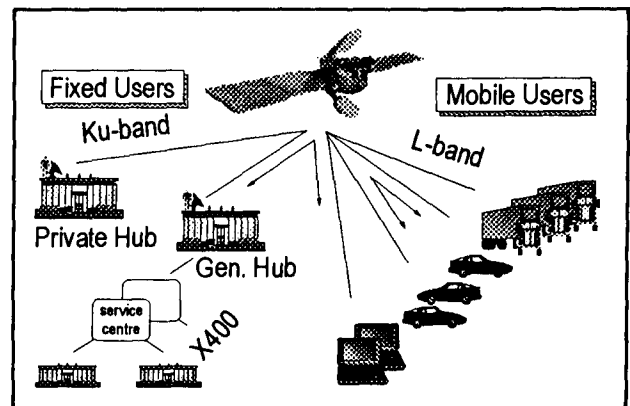 Fixed Users
Mobile Users
Ku-band
L-band
Private Hub
Gen. Hub
service
centre
X400